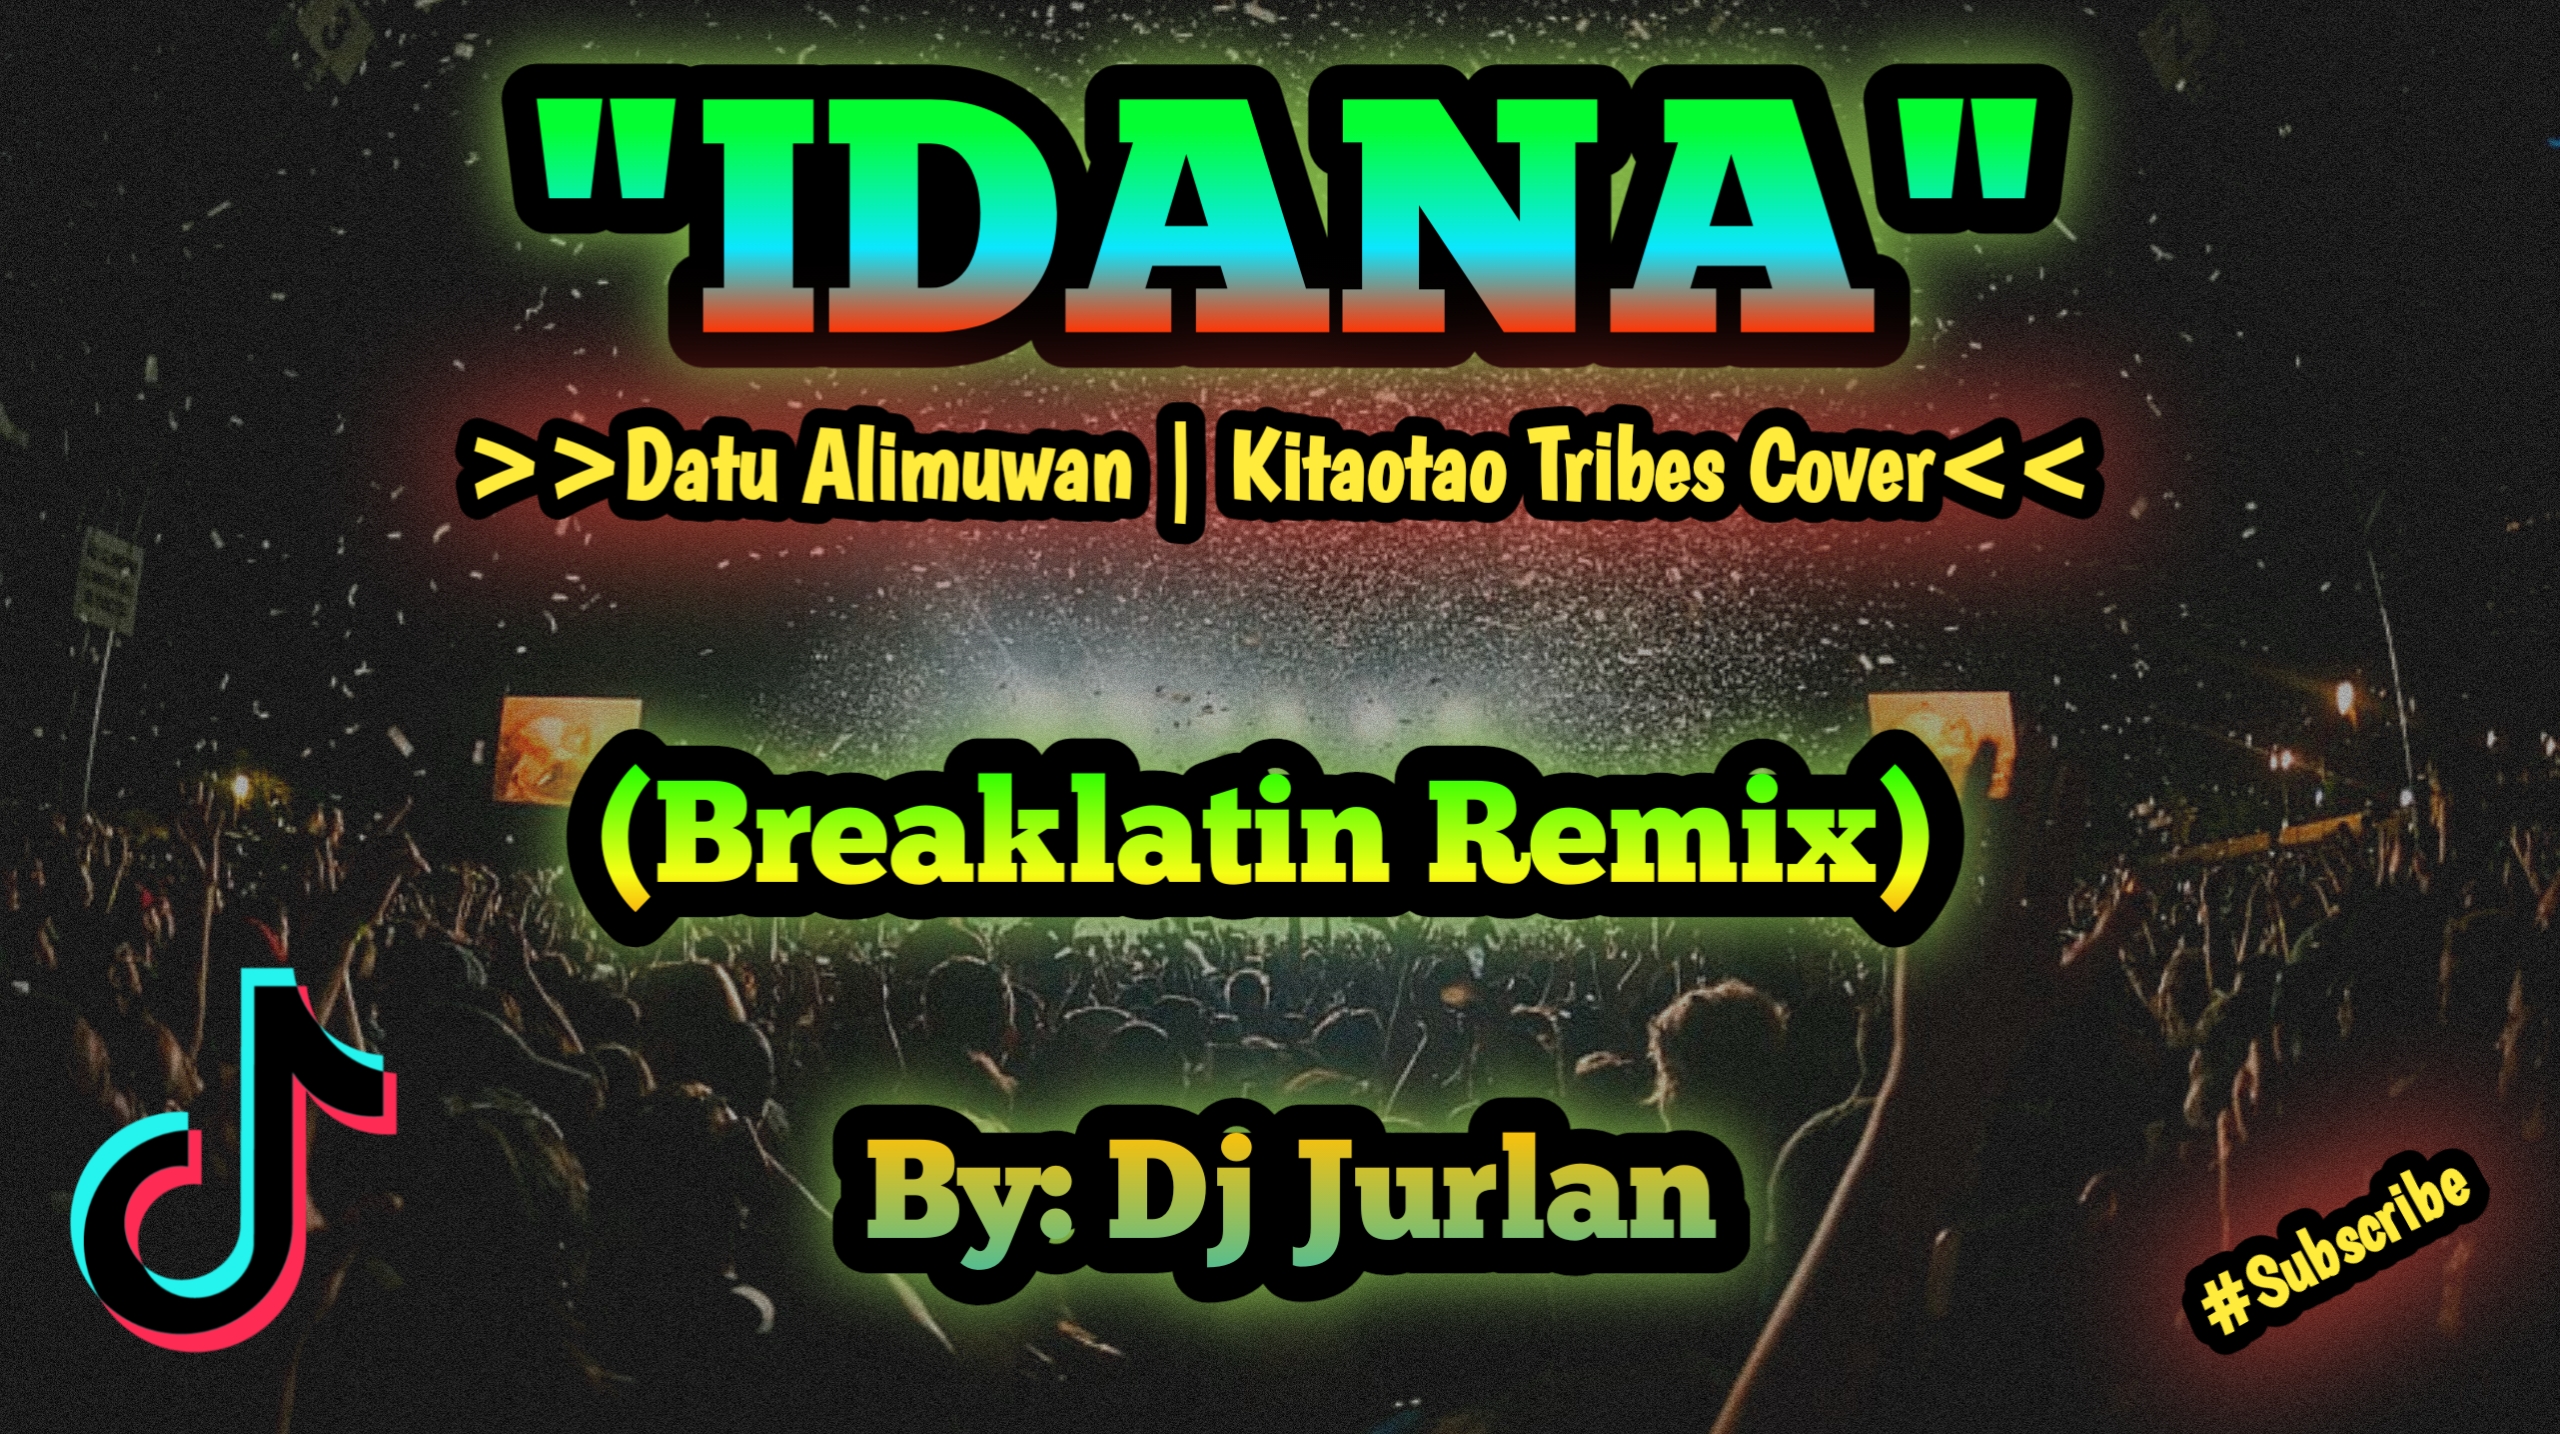 "IDANA"
>>Datu Alimuwan | Kitaotao Tribes Cover<<
(Breaklatin Remix)
By: Dj Jurlan
#Subscribe